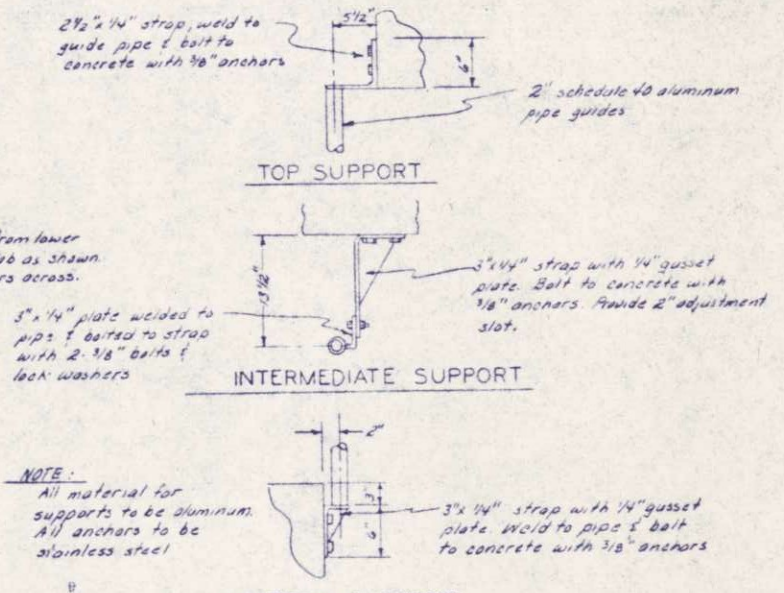 2½" x ¼" strap, weld to
guide pipe & bolt to
concrete with ⅜" anchors
5½"
6"
2" schedule 40 aluminum
pipe guides
TOP SUPPORT
from lower
ab as shown.
rs across.
13½"
3" x ¼" strap with ¼" gusset
plate. Bolt to concrete with
⅜" anchors. Provide 2" adjustment
slot.
3" x ¼" plate welded to
pipe & bolted to strap
with 2-⅜" bolts &
lock washers
INTERMEDIATE SUPPORT
2"
NOTE:
All material for
supports to be aluminum.
All anchors to be
stainless steel
3"
6"
3" x ¼" strap with ¼" gusset
plate. Weld to pipe & bolt
to concrete with ⅜" anchors